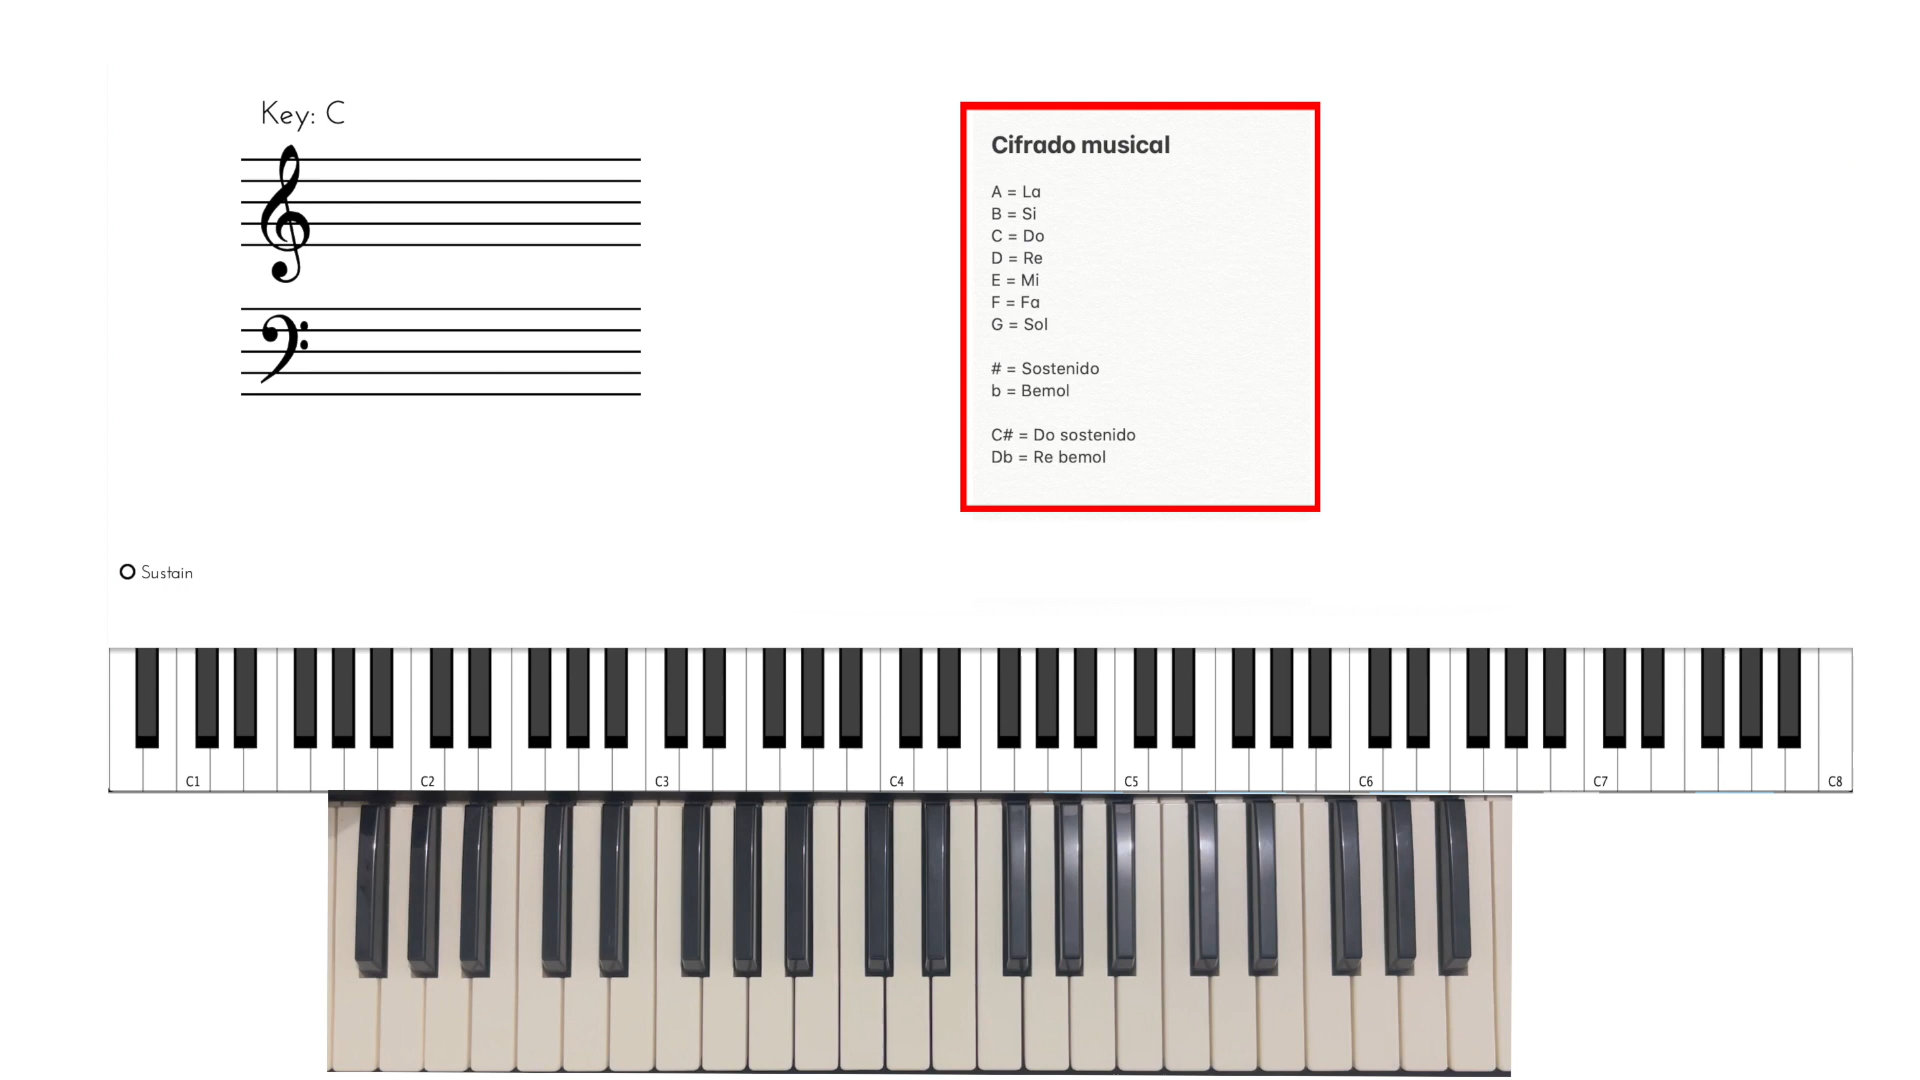 Key: C
Cifrado musical
A = La
B = Si
C = Do
D = Re
E = Mi
F = Fa
G = Sol
# = Sostenido
b = Bemol
C# = Do sostenido
Db = Re bemol
Sustain
C1 C2 C3 C4 C5 C6 C7 C8